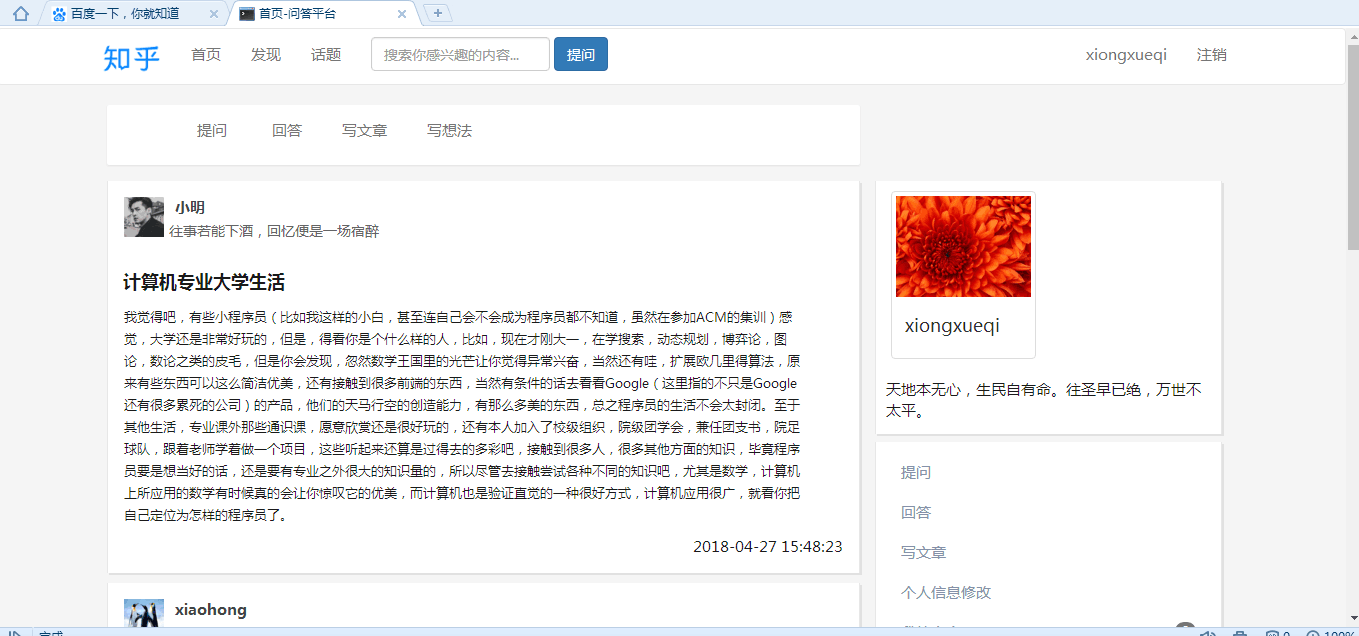 百度一下，你就知道
首页-问答平台
知乎 首页 发现 话题 搜索你感兴趣的内容... 提问 xiongxueqi 注销
提问 回答 写文章 写想法
小明
往事若能下酒，回忆便是一场宿醉
计算机专业大学生活
我觉得吧，有些小程序员（比如我这样的小白，甚至连自己会不会成为程序员都不知道，虽然在参加ACM的集训）感
觉，大学还是非常好玩的，但是，得看你是个什么样的人，比如，现在才刚大一，在学搜索，动态规划，博弈论，图
论，数论之类的皮毛，但是你会发现，忽然数学王国里的光芒让你觉得异常兴奋，当然还有哇，扩展欧几里得算法，原
来有些东西可以这么简洁优美，还有接触到很多前端的东西，当然有条件的话去看看Google（这里指的不只是Google
还有很多累死的公司）的产品，他们的天马行空的创造能力，有那么多美的东西，总之程序员的生活不会太封闭。至于
其他生活，专业课外那些通识课，愿意欣赏还是很好玩的，还有本人加入了校级组织，院级团学会，兼任团支书，院足
球队，跟着老师学着做一个项目，这些听起来还算是过得去的多彩吧，接触到很多人，很多其他方面的知识，毕竟程序
员要是想当好的话，还是要有专业之外很大的知识量的，所以尽管去接触尝试各种不同的知识吧，尤其是数学，计算机
上所应用的数学有时候真的会让你惊叹它的优美，而计算机也是验证直觉的一种很好方式，计算机应用很广，就看你把
自己定位为怎样的程序员了。
2018-04-27 15:48:23
xiaohong
xiongxueqi
天地本无心，生民自有命。往圣早已绝，万世不
太平。
提问
回答
写文章
个人信息修改
完成
0
100%